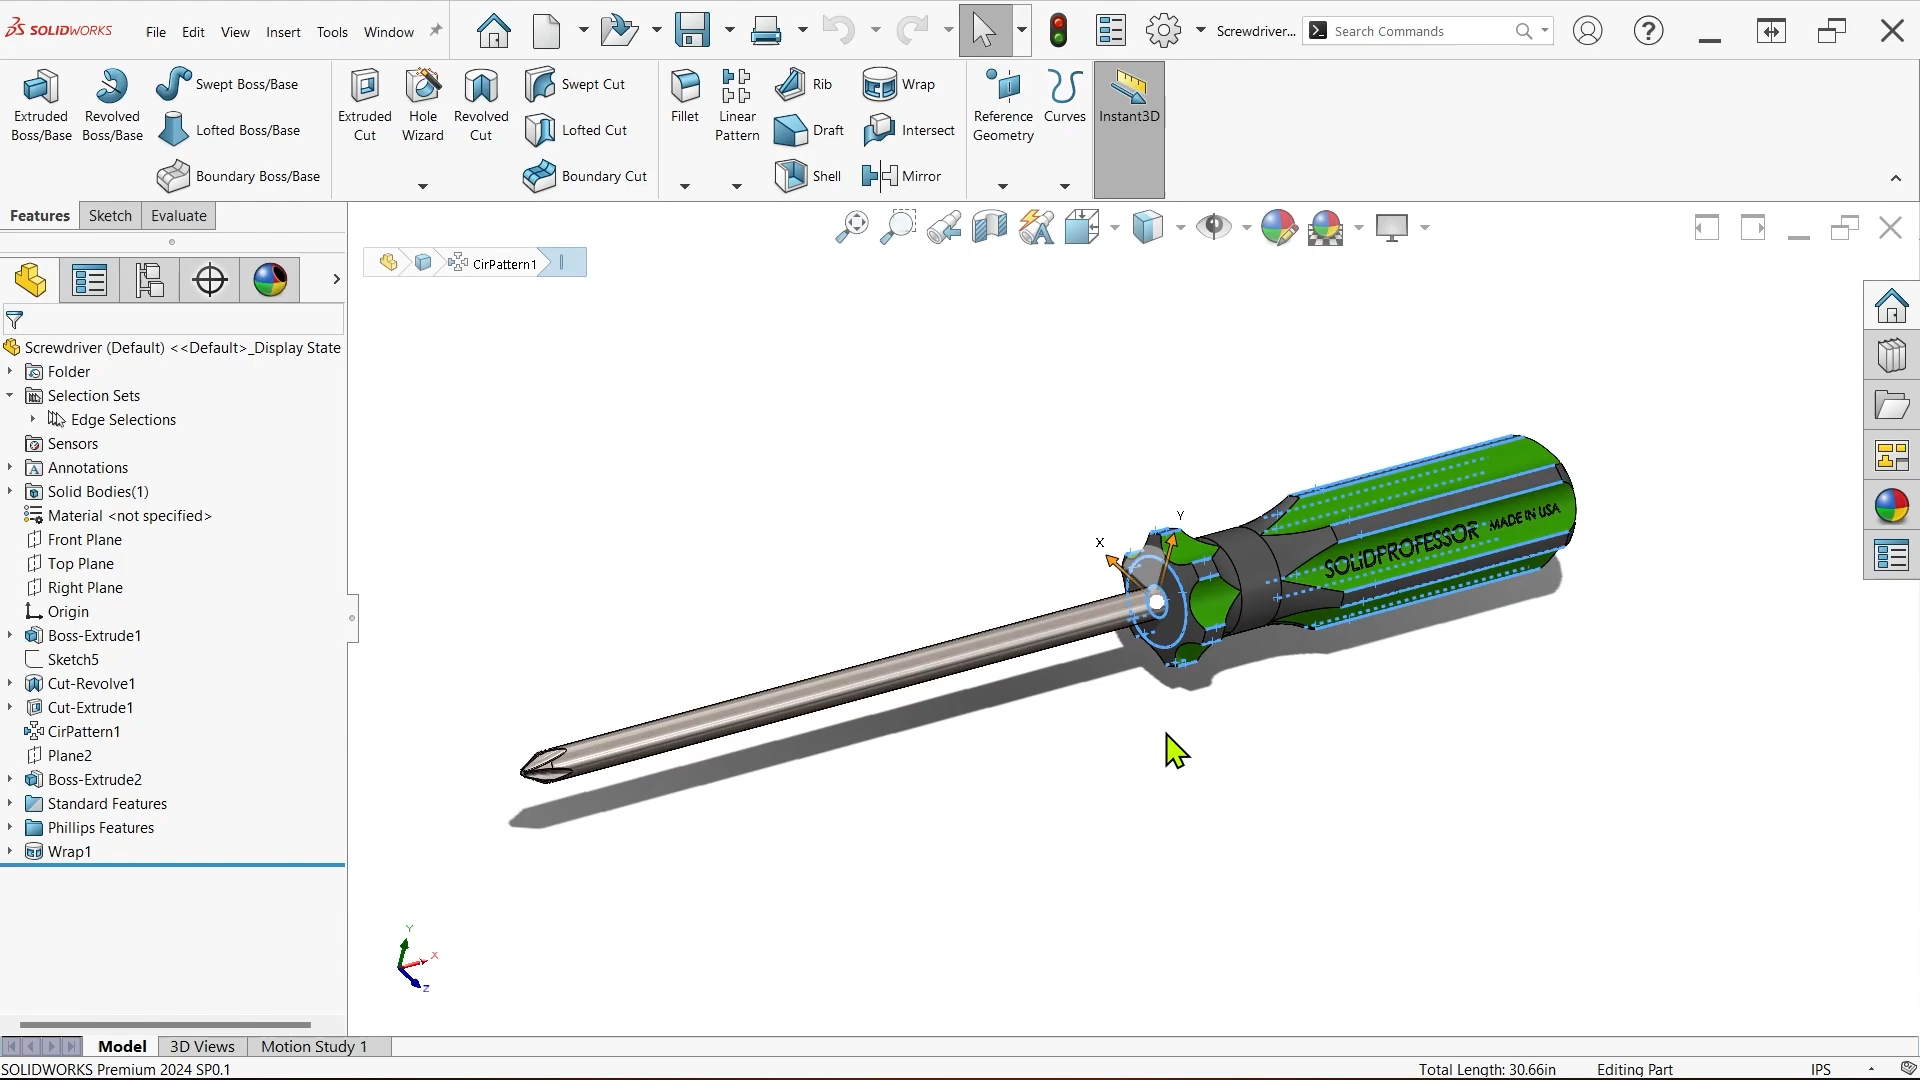 SOLIDWORKS File Edit View Insert Tools Window Screwdriver... Search Commands
Extruded Boss/Base
Revolved Boss/Base
Swept Boss/Base
Lofted Boss/Base
Boundary Boss/Base
Extruded Cut
Hole Wizard
Revolved Cut
Swept Cut
Lofted Cut
Boundary Cut
Fillet
Linear Pattern
Rib
Draft
Shell
Wrap
Intersect
Mirror
Reference Geometry
Curves
Instant3D
Features Sketch Evaluate
CirPattern1
Screwdriver (Default) <<Default>_Display State
Folder
Selection Sets
Edge Selections
Sensors
Annotations
Solid Bodies(1)
Material <not specified>
Front Plane
Top Plane
Right Plane
Origin
Boss-Extrude1
Sketch5
Cut-Revolve1
Cut-Extrude1
CirPattern1
Plane2
Boss-Extrude2
Standard Features
Phillips Features
Wrap1
X
Y
SOLIDPROFESSOR MADE IN USA
Y
X
Z
Model 3D Views Motion Study 1
SOLIDWORKS Premium 2024 SP0.1 Total Length: 30.66in Editing Part IPS